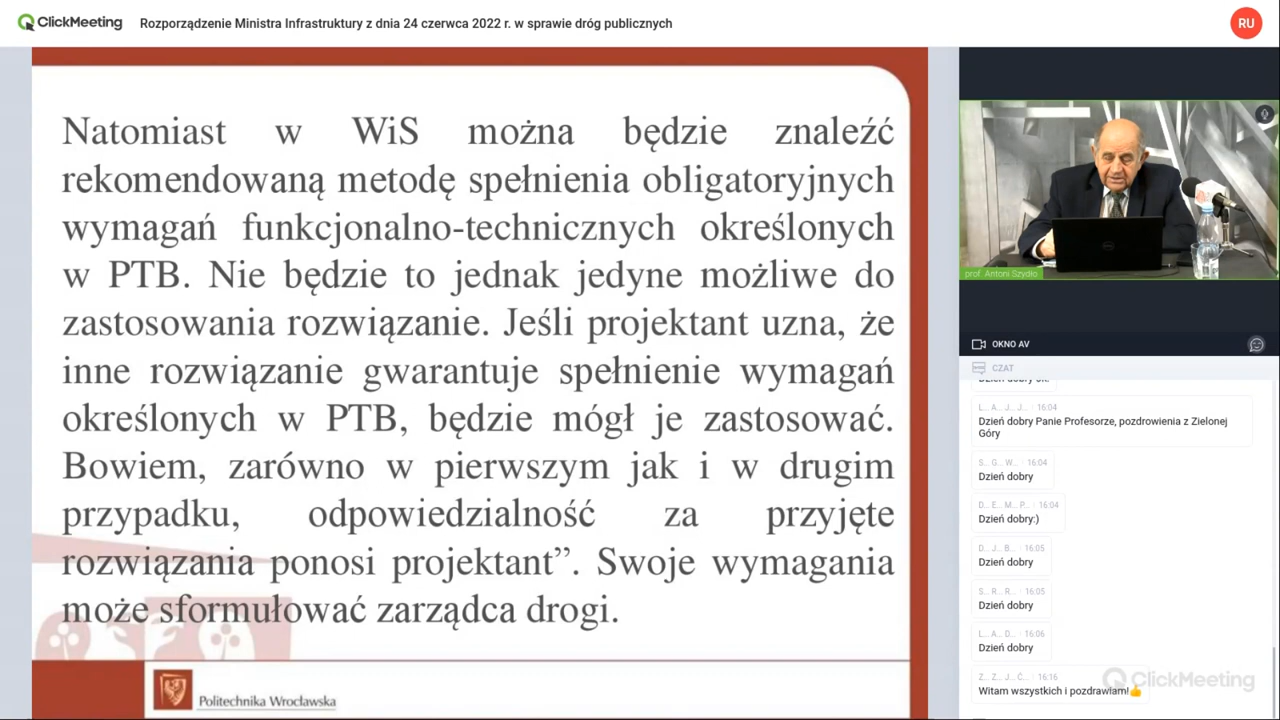 ClickMeeting
Rozporządzenie Ministra Infrastruktury z dnia 24 czerwca 2022 r. w sprawie dróg publicznych
RU
Natomiast w WiS można będzie znaleźć
rekomendowaną metodę spełnienia obligatoryjnych
wymagań funkcjonalno-technicznych określonych
w PTB. Nie będzie to jednak jedyne możliwe do
zastosowania rozwiązanie. Jeśli projektant uzna, że
inne rozwiązanie gwarantuje spełnienie wymagań
określonych w PTB, będzie mógł je zastosować.
Bowiem, zarówno w pierwszym jak i w drugim
przypadku, odpowiedzialność za przyjęte
rozwiązania ponosi projektant”. Swoje wymagania
może sformułować zarządca drogi.
Politechnika Wrocławska
prof. Antoni Szydło
OKNO AV
CZAT
L... A... J... J... 16:04
Dzień dobry Panie Profesorze, pozdrowienia z Zielonej
Góry
S... G... W... 16:04
Dzień dobry
D... E... M... P... 16:04
Dzień dobry:)
D... J... B... 16:05
Dzień dobry
S... R... R... 16:05
Dzień dobry
L... A... D... 16:06
Dzień dobry
Z... Z... J... C... 16:16
Witam wszystkich i pozdrawiam!👍
ClickMeeting